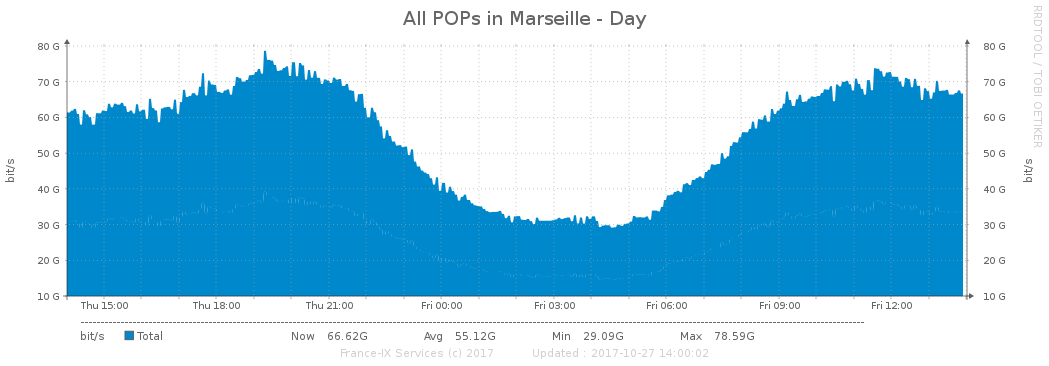 All POPs in Marseille - Day
RRDTOOL / TOBI OETIKER
bit/s
80 G
70 G
60 G
50 G
40 G
30 G
20 G
10 G
80 G
70 G
60 G
50 G
40 G
30 G
20 G
10 G
bit/s
Thu 15:00 Thu 18:00 Thu 21:00 Fri 00:00 Fri 03:00 Fri 06:00 Fri 09:00 Fri 12:00
bit/s Total Now 66.62G Avg 55.12G Min 29.09G Max 78.59G
France-IX Services (c) 2017 Updated : 2017-10-27 14:00:02